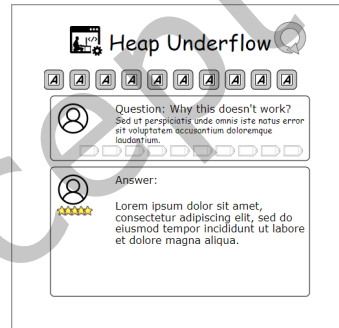 Heap Underflow
A A A A A A A A A A
Question: Why this doesn't work?
Sed ut perspiciatis unde omnis iste natus error
sit voluptatem accusantium doloremque
laudantium.
Answer:
Lorem ipsum dolor sit amet,
consectetur adipiscing elit, sed do
eiusmod tempor incididunt ut labore
et dolore magna aliqua.